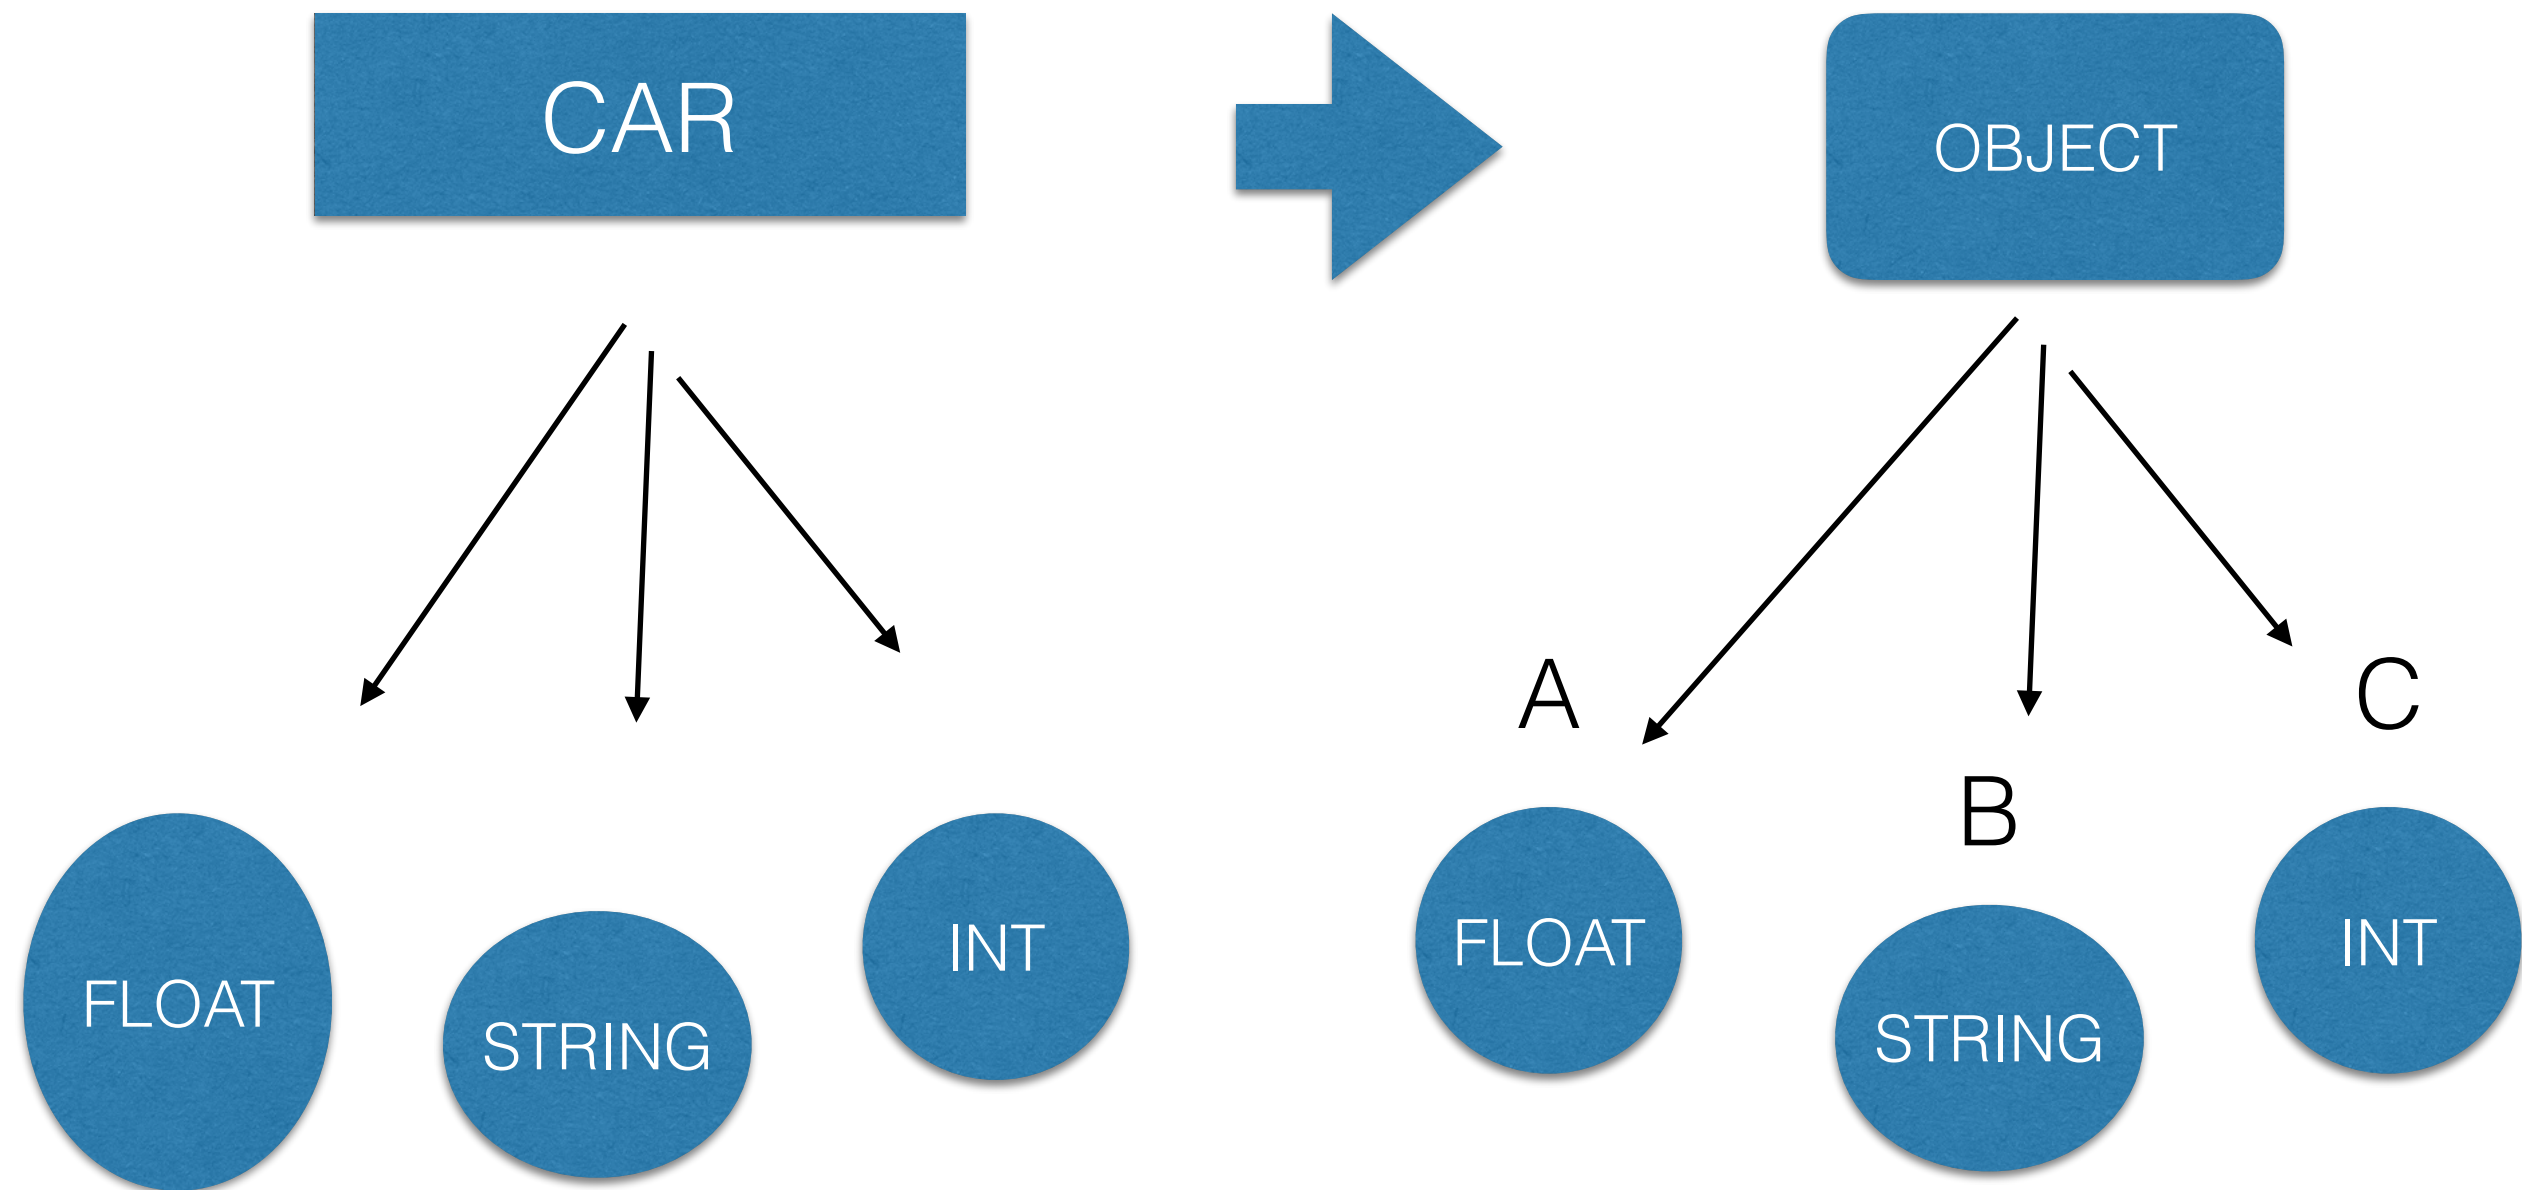 CAR
OBJECT
A
B
C
FLOAT
STRING
INT
FLOAT
STRING
INT